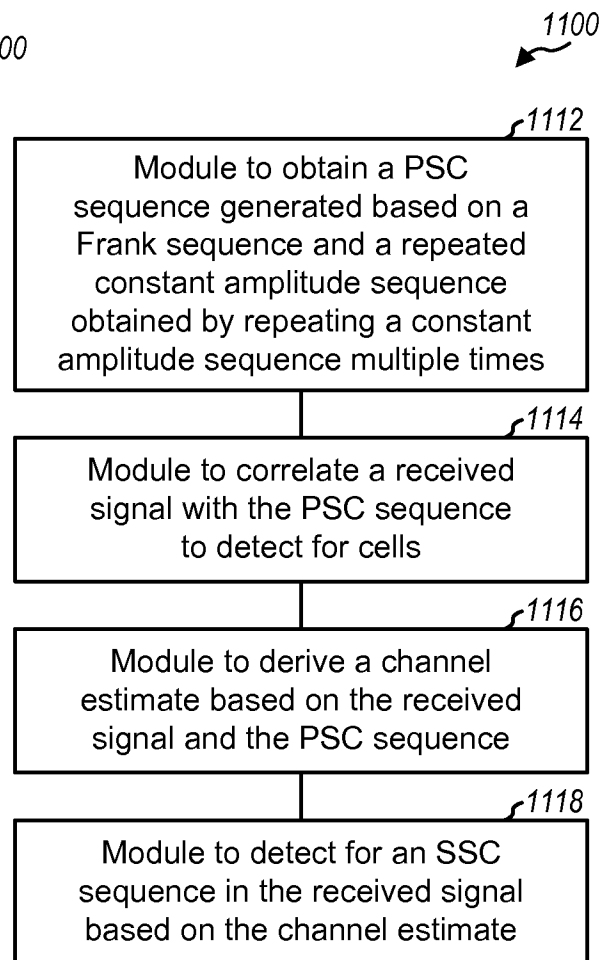 00
1100
1112
Module to obtain a PSC
sequence generated based on a
Frank sequence and a repeated
constant amplitude sequence
obtained by repeating a constant
amplitude sequence multiple times
1114
Module to correlate a received
signal with the PSC sequence
to detect for cells
1116
Module to derive a channel
estimate based on the received
signal and the PSC sequence
1118
Module to detect for an SSC
sequence in the received signal
based on the channel estimate